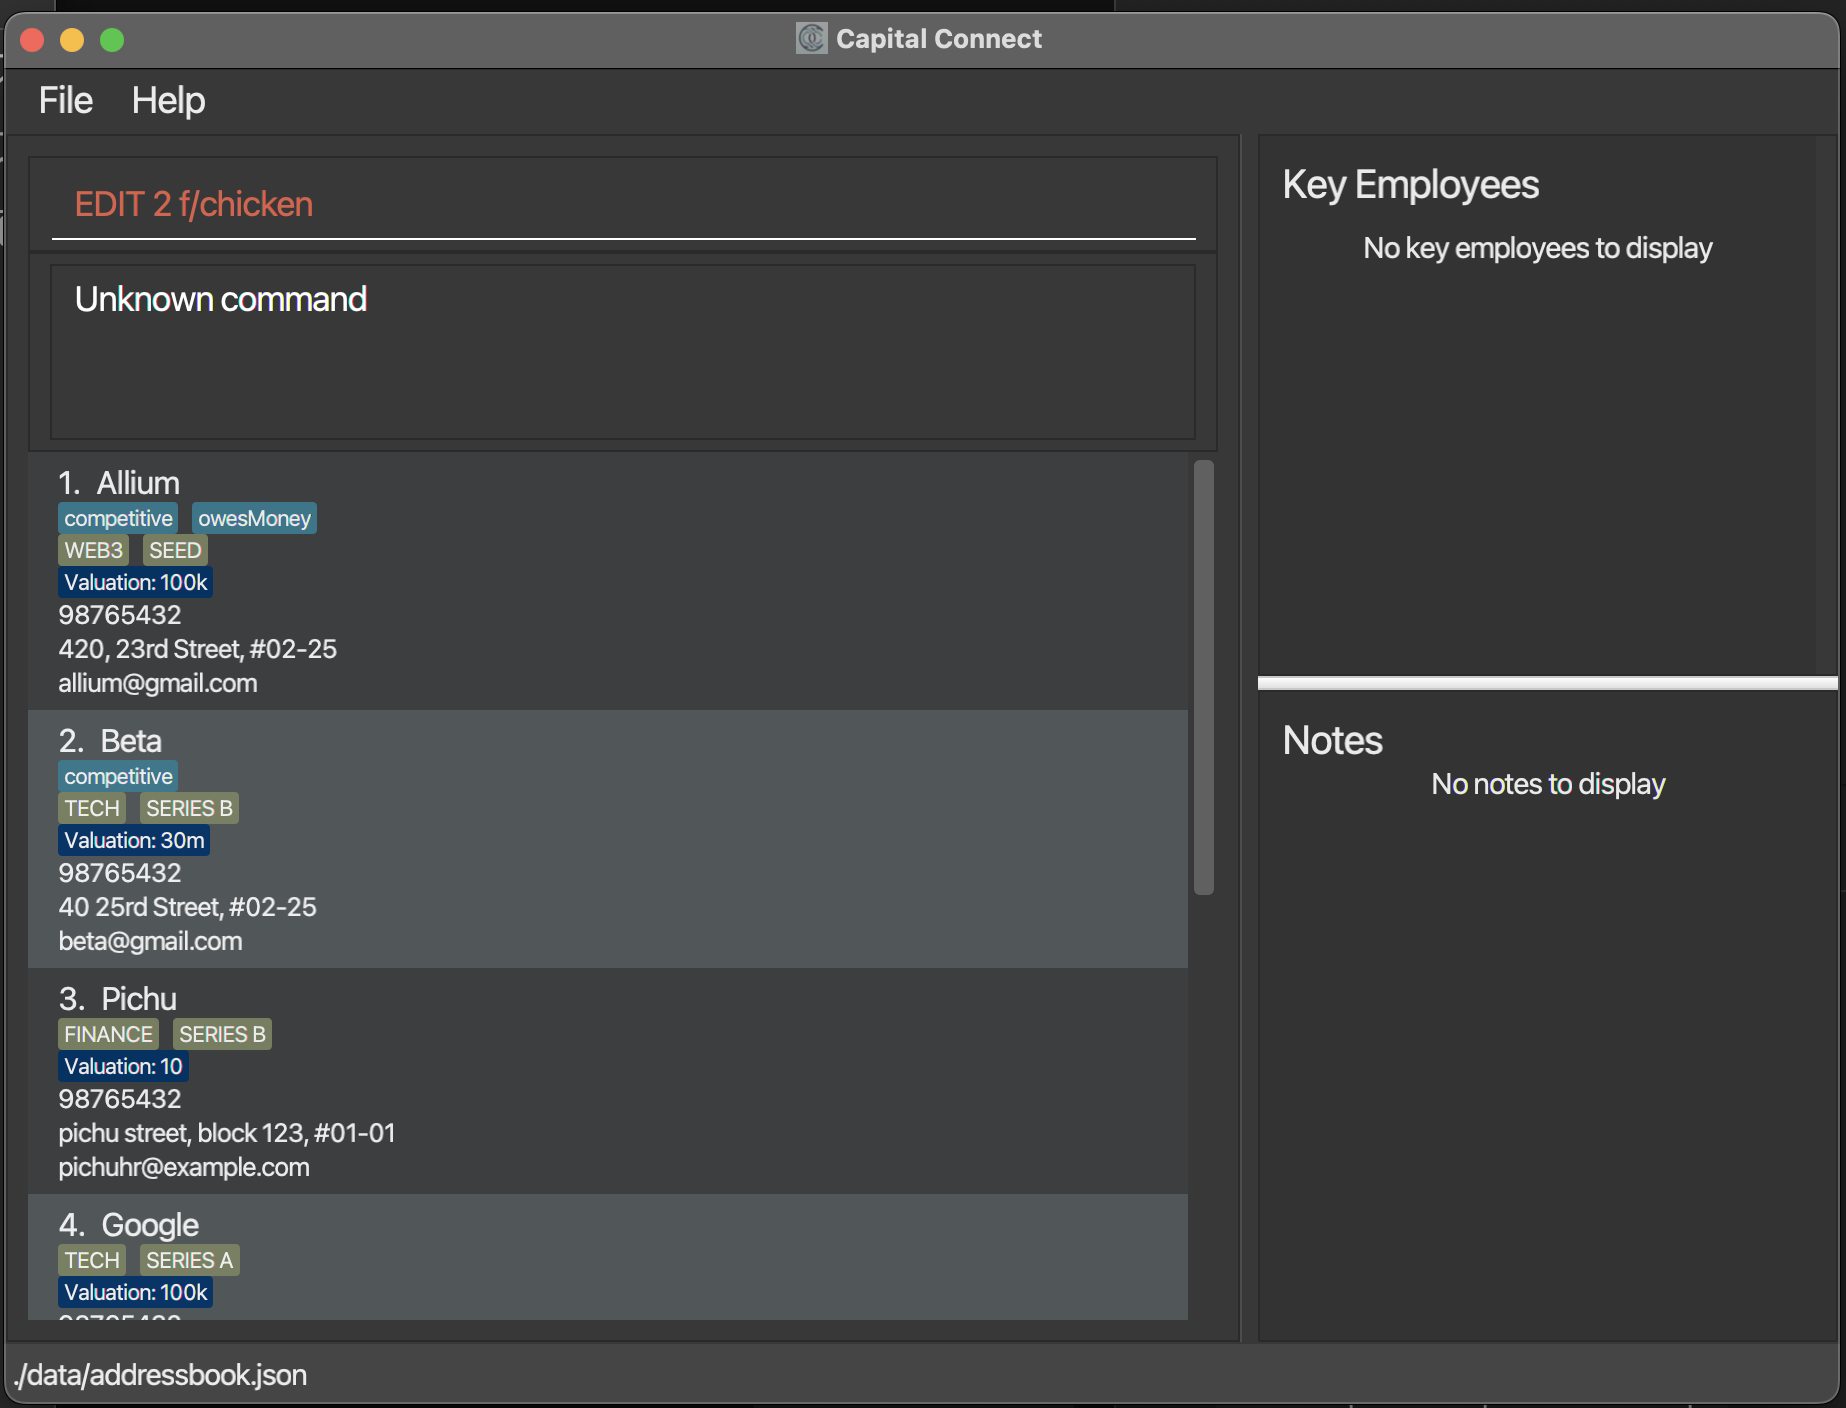 Capital Connect
File Help
EDIT 2 f/chicken
Unknown command
1. Allium
competitive owesMoney
WEB3 SEED
Valuation: 100k
98765432
420, 23rd Street, #02-25
allium@gmail.com
2. Beta
competitive
TECH SERIES B
Valuation: 30m
98765432
40 25rd Street, #02-25
beta@gmail.com
3. Pichu
FINANCE SERIES B
Valuation: 10
98765432
pichu street, block 123, #01-01
pichuhr@example.com
4. Google
TECH SERIES A
Valuation: 100k
Key Employees
No key employees to display
Notes
No notes to display
./data/addressbook.json